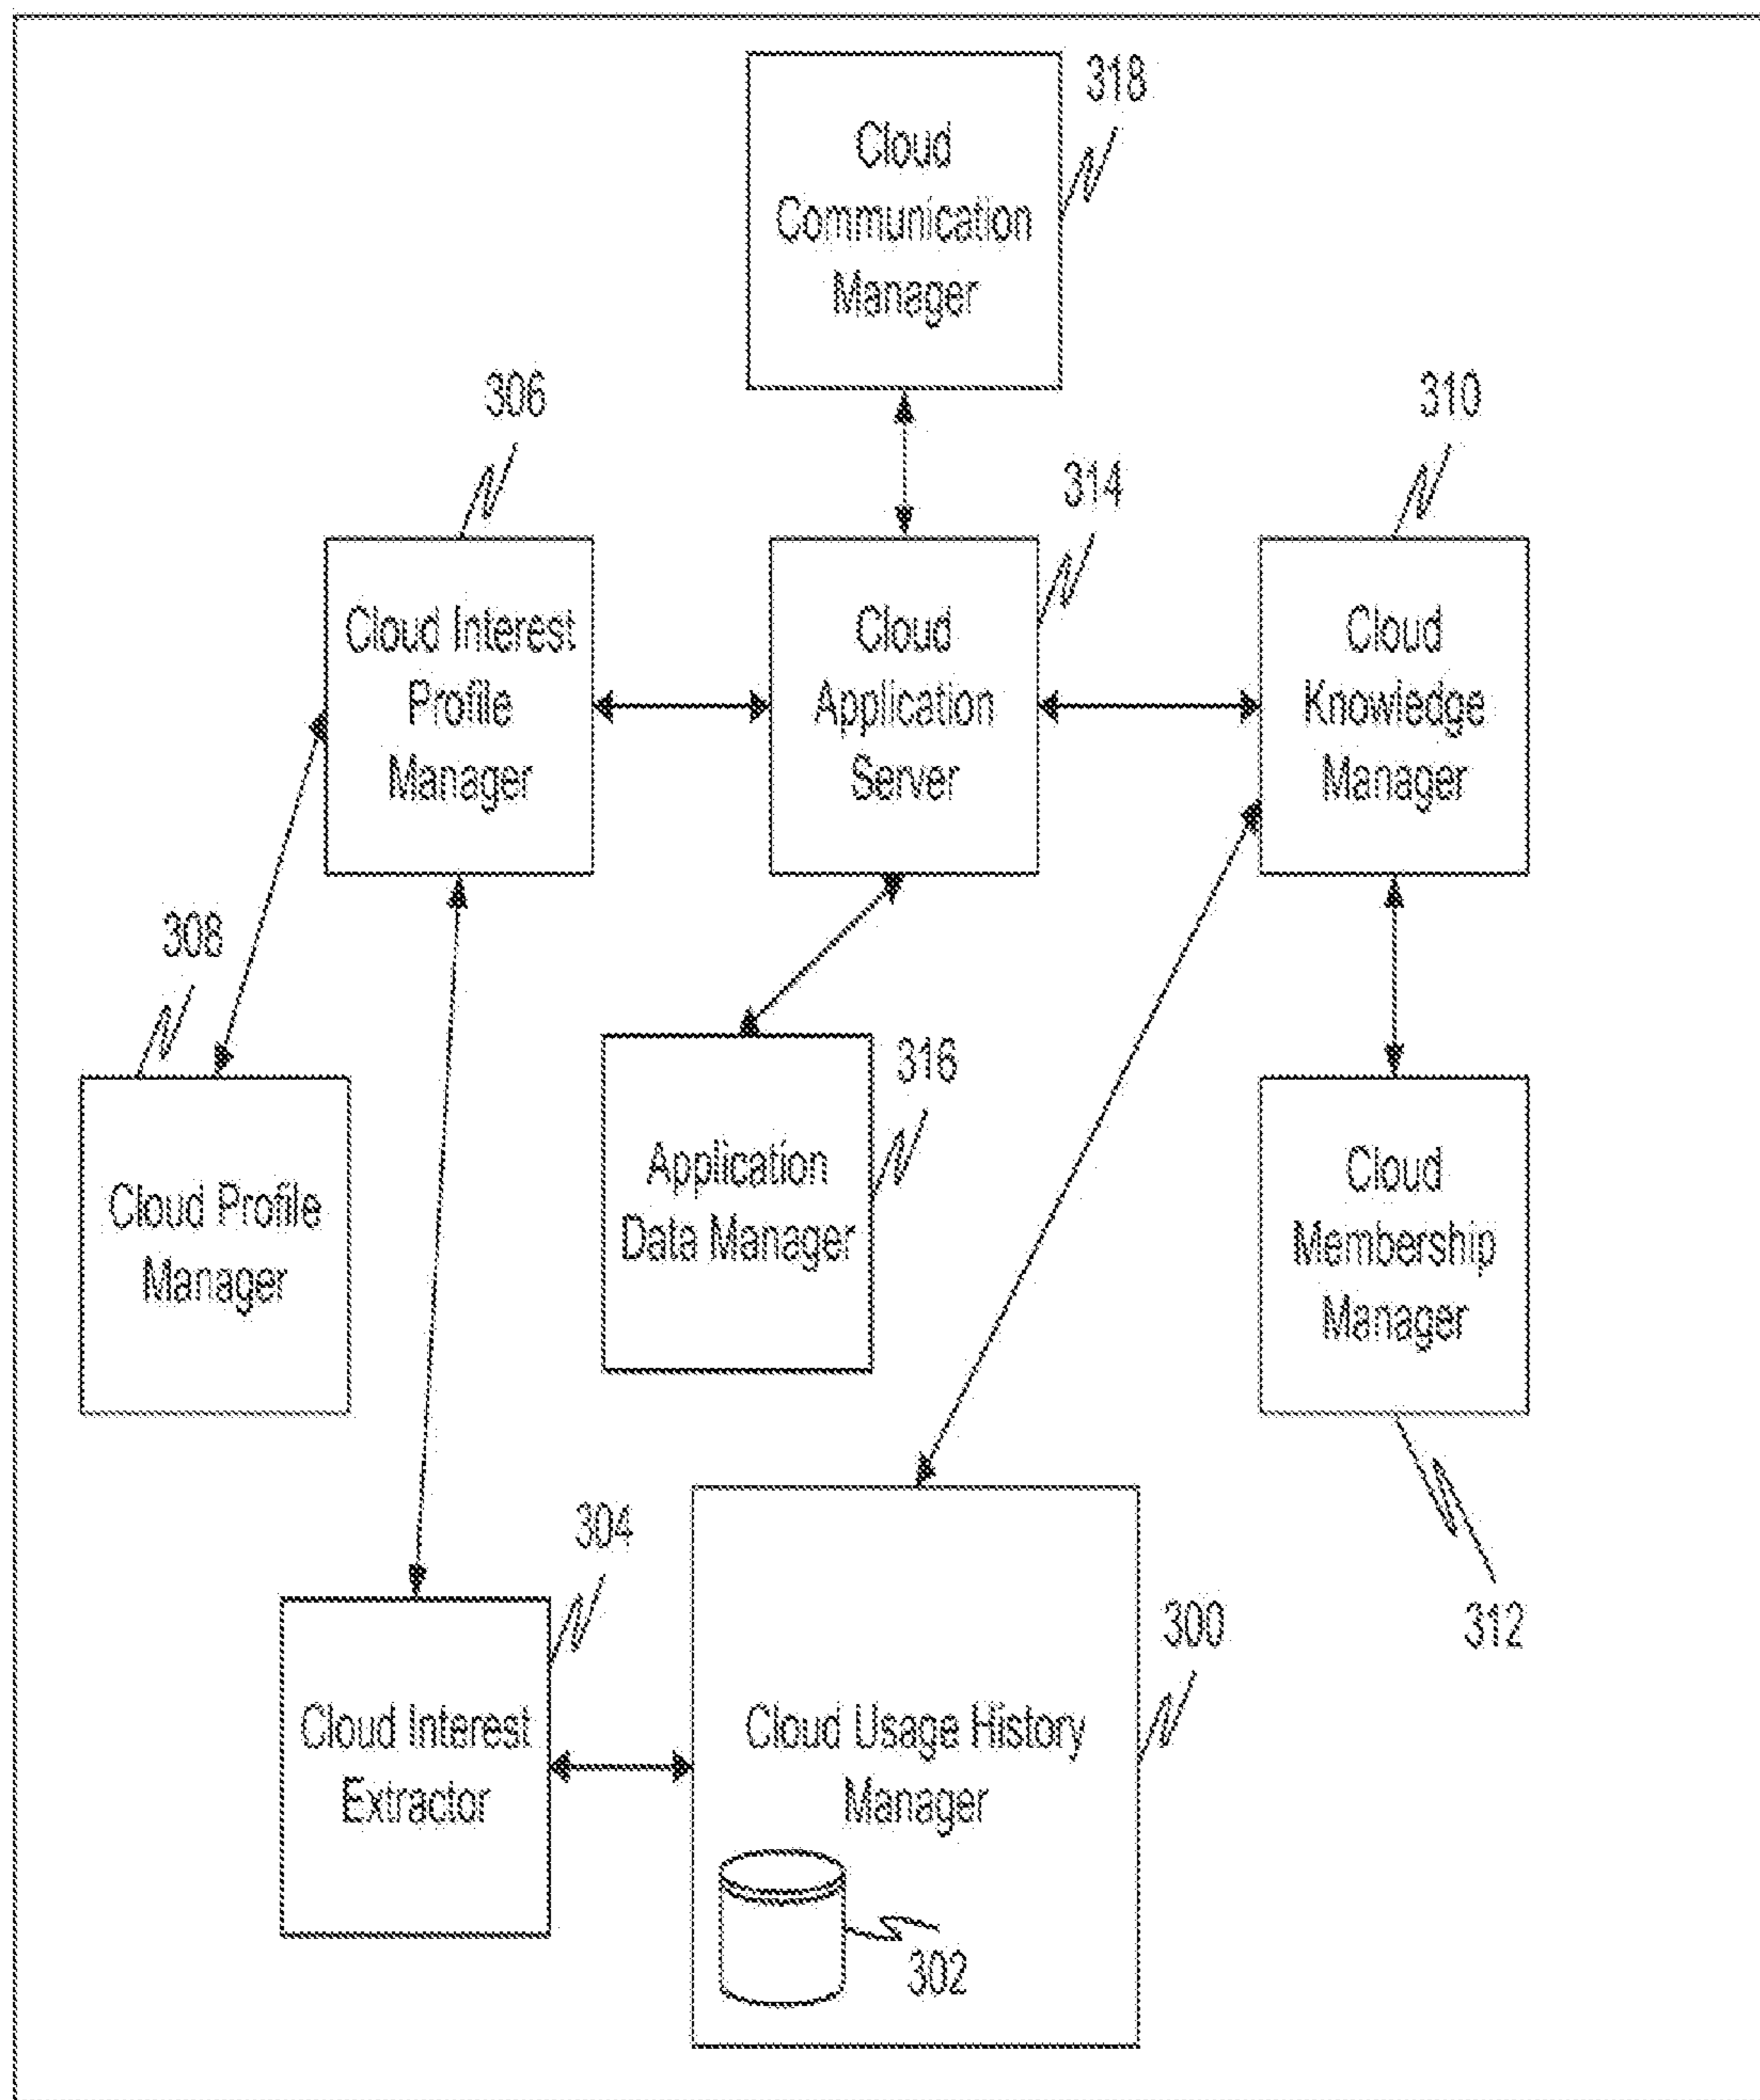 318
Cloud
Communication
Manager
306
310
314
Cloud Interest
Profile
Manager
Cloud
Application
Server
Cloud
Knowledge
Manager
308
316
Cloud Profile
Manager
Application
Data Manager
Cloud
Membership
Manager
304
312
300
Cloud Interest
Extractor
Cloud Usage History
Manager
302